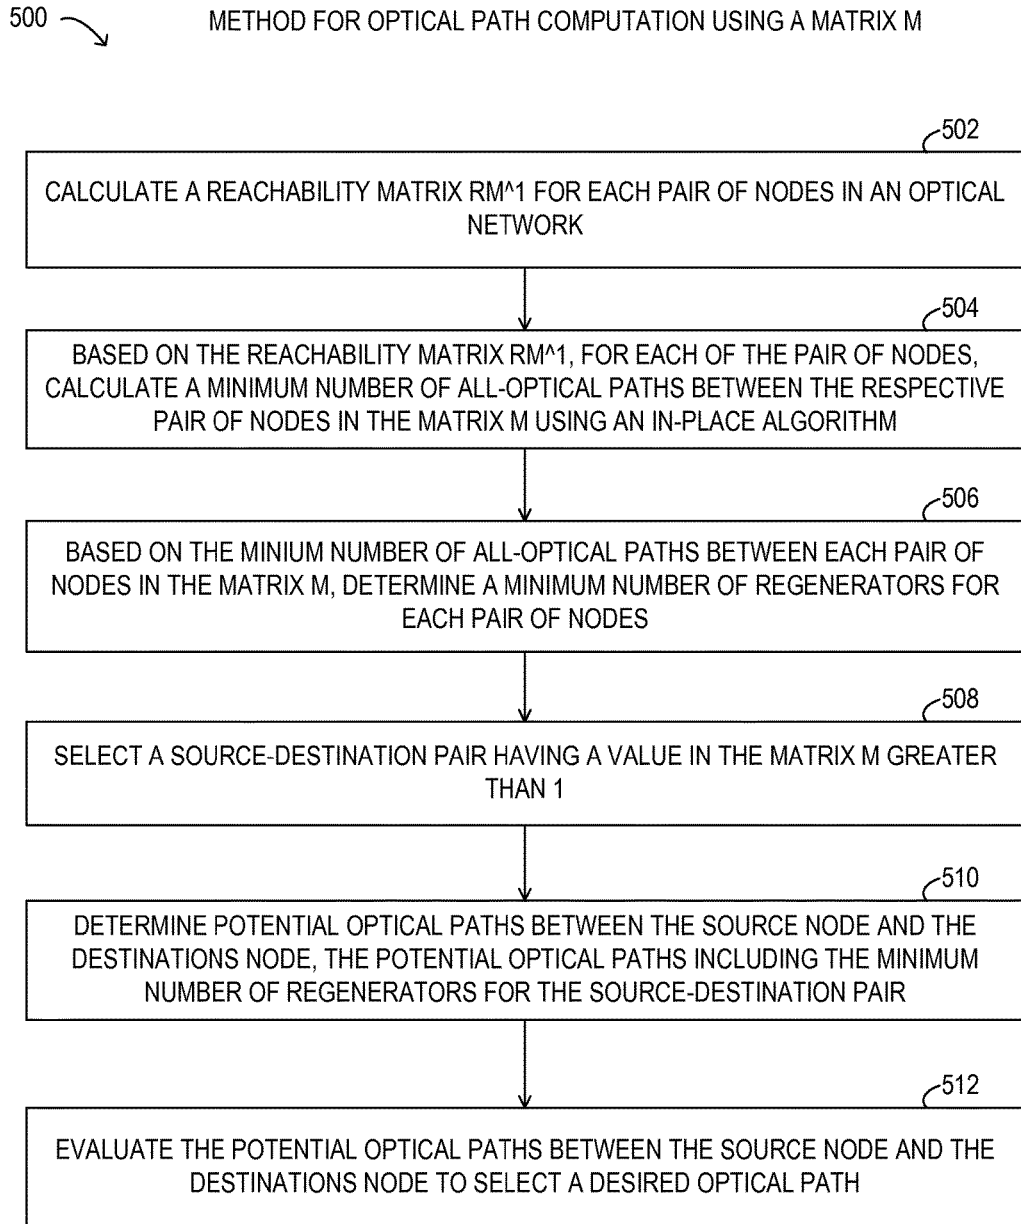 500
METHOD FOR OPTICAL PATH COMPUTATION USING A MATRIX M
502
CALCULATE A REACHABILITY MATRIX RM^1 FOR EACH PAIR OF NODES IN AN OPTICAL
NETWORK
504
BASED ON THE REACHABILITY MATRIX RM^1, FOR EACH OF THE PAIR OF NODES,
CALCULATE A MINIMUM NUMBER OF ALL-OPTICAL PATHS BETWEEN THE RESPECTIVE
PAIR OF NODES IN THE MATRIX M USING AN IN-PLACE ALGORITHM
506
BASED ON THE MINIUM NUMBER OF ALL-OPTICAL PATHS BETWEEN EACH PAIR OF
NODES IN THE MATRIX M, DETERMINE A MINIMUM NUMBER OF REGENERATORS FOR
EACH PAIR OF NODES
508
SELECT A SOURCE-DESTINATION PAIR HAVING A VALUE IN THE MATRIX M GREATER
THAN 1
510
DETERMINE POTENTIAL OPTICAL PATHS BETWEEN THE SOURCE NODE AND THE
DESTINATIONS NODE, THE POTENTIAL OPTICAL PATHS INCLUDING THE MINIMUM
NUMBER OF REGENERATORS FOR THE SOURCE-DESTINATION PAIR
512
EVALUATE THE POTENTIAL OPTICAL PATHS BETWEEN THE SOURCE NODE AND THE
DESTINATIONS NODE TO SELECT A DESIRED OPTICAL PATH